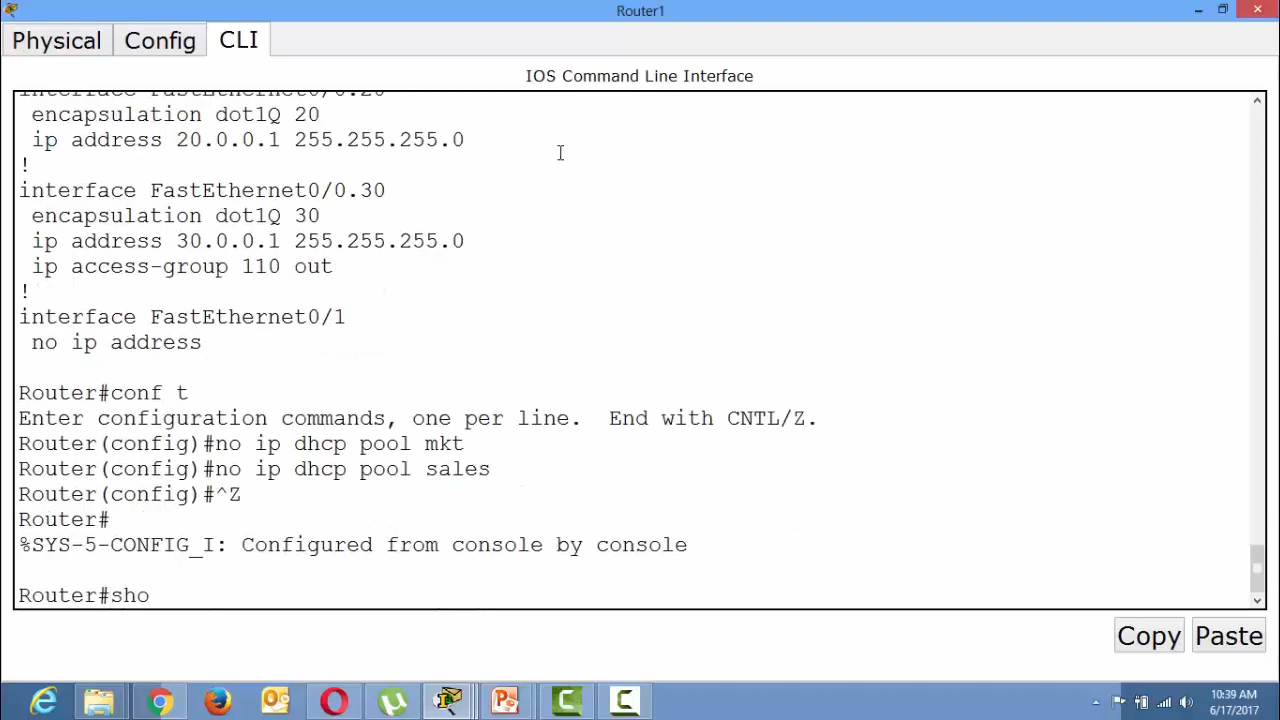 Router1
Physical
Config
CLI
IOS Command Line Interface
interface FastEthernet0/0.20
encapsulation dot1Q 20
ip address 20.0.0.1 255.255.255.0
!
interface FastEthernet0/0.30
encapsulation dot1Q 30
ip address 30.0.0.1 255.255.255.0
ip access-group 110 out
!
interface FastEthernet0/1
no ip address
Router#conf t
Enter configuration commands, one per line.  End with CNTL/Z.
Router(config)#no ip dhcp pool mkt
Router(config)#no ip dhcp pool sales
Router(config)#^Z
Router#
%SYS-5-CONFIG_I: Configured from console by console
Router#sho
Copy
Paste
10:39 AM
6/17/2017